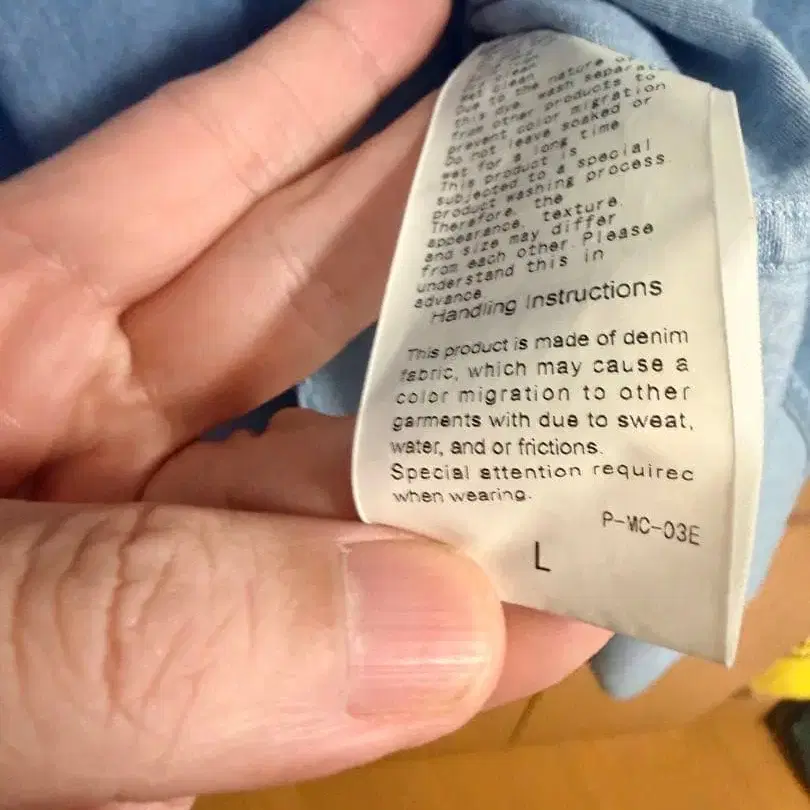 Wet clean
Due to the nature of
this dye, wash separate
from other products to
prevent color migration
Do not leave soaked or
wet for a long time
This product is
subjected to a special
product washing process.
Therefore, the
appearance, texture,
and size may differ
from each other. Please
understand this in
advance
Handling Instructions
This product is made of denim
fabric, which may cause a
color migration to other
garments with due to sweat,
water, and or frictions.
Special attention required
when wearing.
P-MC-03E
L